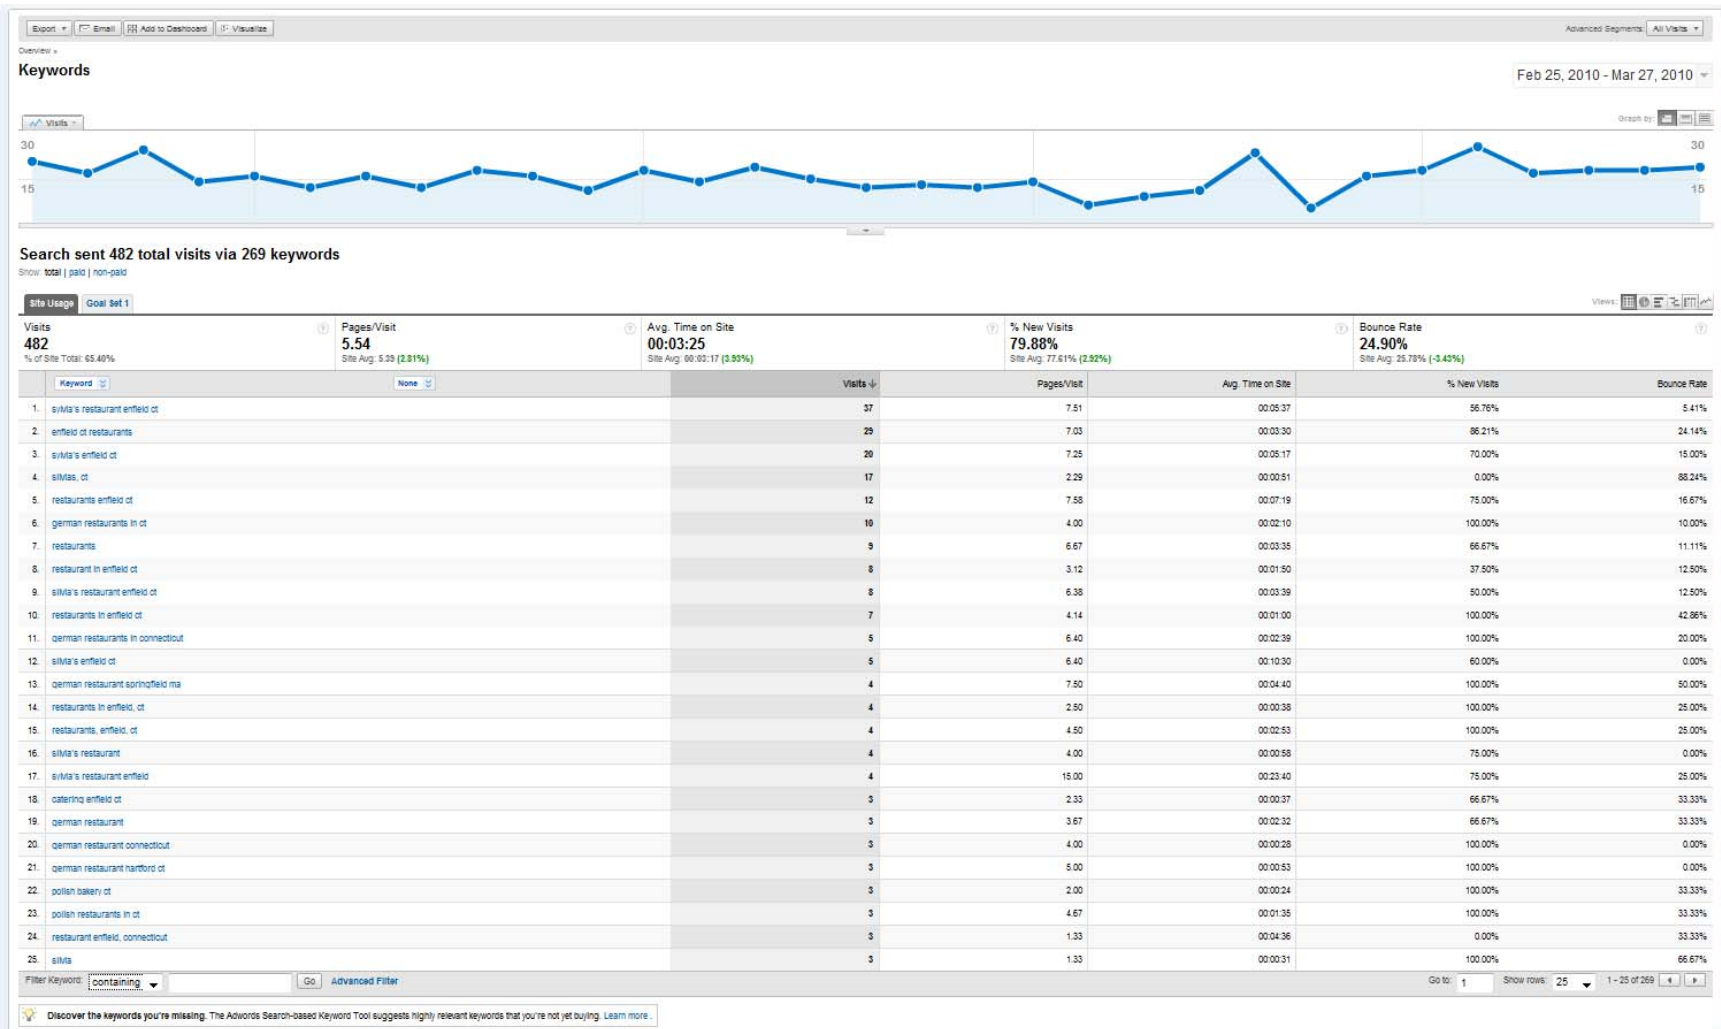 Export Email Add to Dashboard Visualize Advanced Segments: All Visits
Overview »
Keywords
Feb 25, 2010 - Mar 27, 2010
Visits Graph by:
30 30
15 15
Search sent 482 total visits via 269 keywords
Show: total | paid | non-paid
Site Usage Goal Set 1 Views:
Visits Pages/Visit Avg. Time on Site % New Visits Bounce Rate
482 5.54 00:03:25 79.88% 24.90%
% of Site Total: 65.40% Site Avg: 5.39 (2.81%) Site Avg: 00:03:17 (3.93%) Site Avg: 77.61% (2.92%) Site Avg: 25.78% (-3.43%)
Keyword None Visits Pages/Visit Avg. Time on Site % New Visits Bounce Rate
1. sylvia's restaurant enfield ct 37 7.51 00:05:37 56.76% 5.41%
2. enfield ct restaurants 29 7.03 00:03:30 86.21% 24.14%
3. sylvia's enfield ct 20 7.25 00:05:17 70.00% 15.00%
4. silvias, ct 17 2.29 00:00:51 0.00% 88.24%
5. restaurants enfield ct 12 7.58 00:07:19 75.00% 16.67%
6. german restaurants in ct 10 4.00 00:02:10 100.00% 10.00%
7. restaurants 9 6.67 00:03:35 66.67% 11.11%
8. restaurant in enfield ct 8 3.12 00:01:50 37.50% 12.50%
9. silvia's restaurant enfield ct 8 6.38 00:03:39 50.00% 12.50%
10. restaurants in enfield ct 7 4.14 00:01:00 100.00% 42.86%
11. german restaurants in connecticut 5 6.40 00:02:39 100.00% 20.00%
12. silvia's enfield ct 5 6.40 00:10:30 60.00% 0.00%
13. german restaurant springfield ma 4 7.50 00:04:40 100.00% 50.00%
14. restaurants in enfield, ct 4 2.50 00:00:38 100.00% 25.00%
15. restaurants, enfield, ct 4 4.50 00:02:53 100.00% 25.00%
16. silvia's restaurant 4 4.00 00:00:58 75.00% 0.00%
17. sylvia's restaurant enfield 4 15.00 00:23:40 75.00% 25.00%
18. catering enfield ct 3 2.33 00:00:37 66.67% 33.33%
19. german restaurant 3 3.67 00:02:32 66.67% 33.33%
20. german restaurant connecticut 3 4.00 00:00:28 100.00% 0.00%
21. german restaurant hartford ct 3 5.00 00:00:53 100.00% 0.00%
22. polish bakery ct 3 2.00 00:00:24 100.00% 33.33%
23. polish restaurants in ct 3 4.67 00:01:35 100.00% 33.33%
24. restaurant enfield, connecticut 3 1.33 00:04:36 0.00% 33.33%
25. silvia 3 1.33 00:00:31 100.00% 66.67%
Filter Keyword: containing Go Advanced Filter Go to: 1 Show rows: 25 1 - 25 of 269
Discover the keywords you're missing. The Adwords Search-based Keyword Tool suggests highly relevant keywords that you're not yet buying. Learn more .